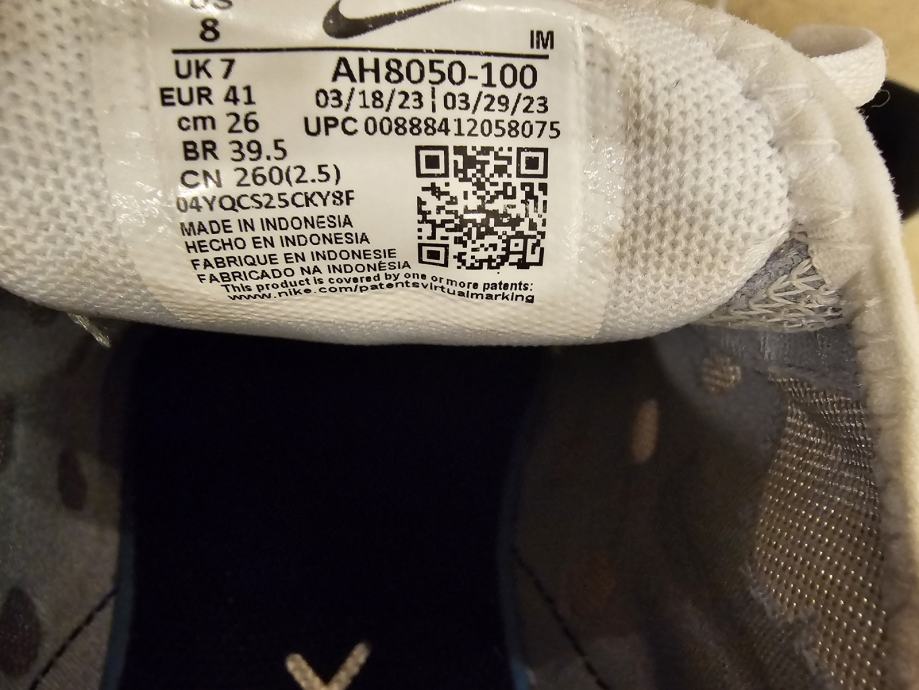 US
8
IM
UK 7
AH8050-100
EUR 41
03/18/23 ¦ 03/29/23
cm 26
UPC 00888412058075
BR 39.5
CN 260(2.5)
04YQCS25CKY8F
MADE IN INDONESIA
HECHO EN INDONESIA
FABRIQUE EN INDONESIE
FABRICADO NA INDONÉSIA
This product is covered by one or more patents:
www.nike.com/patentsvirtualmarking